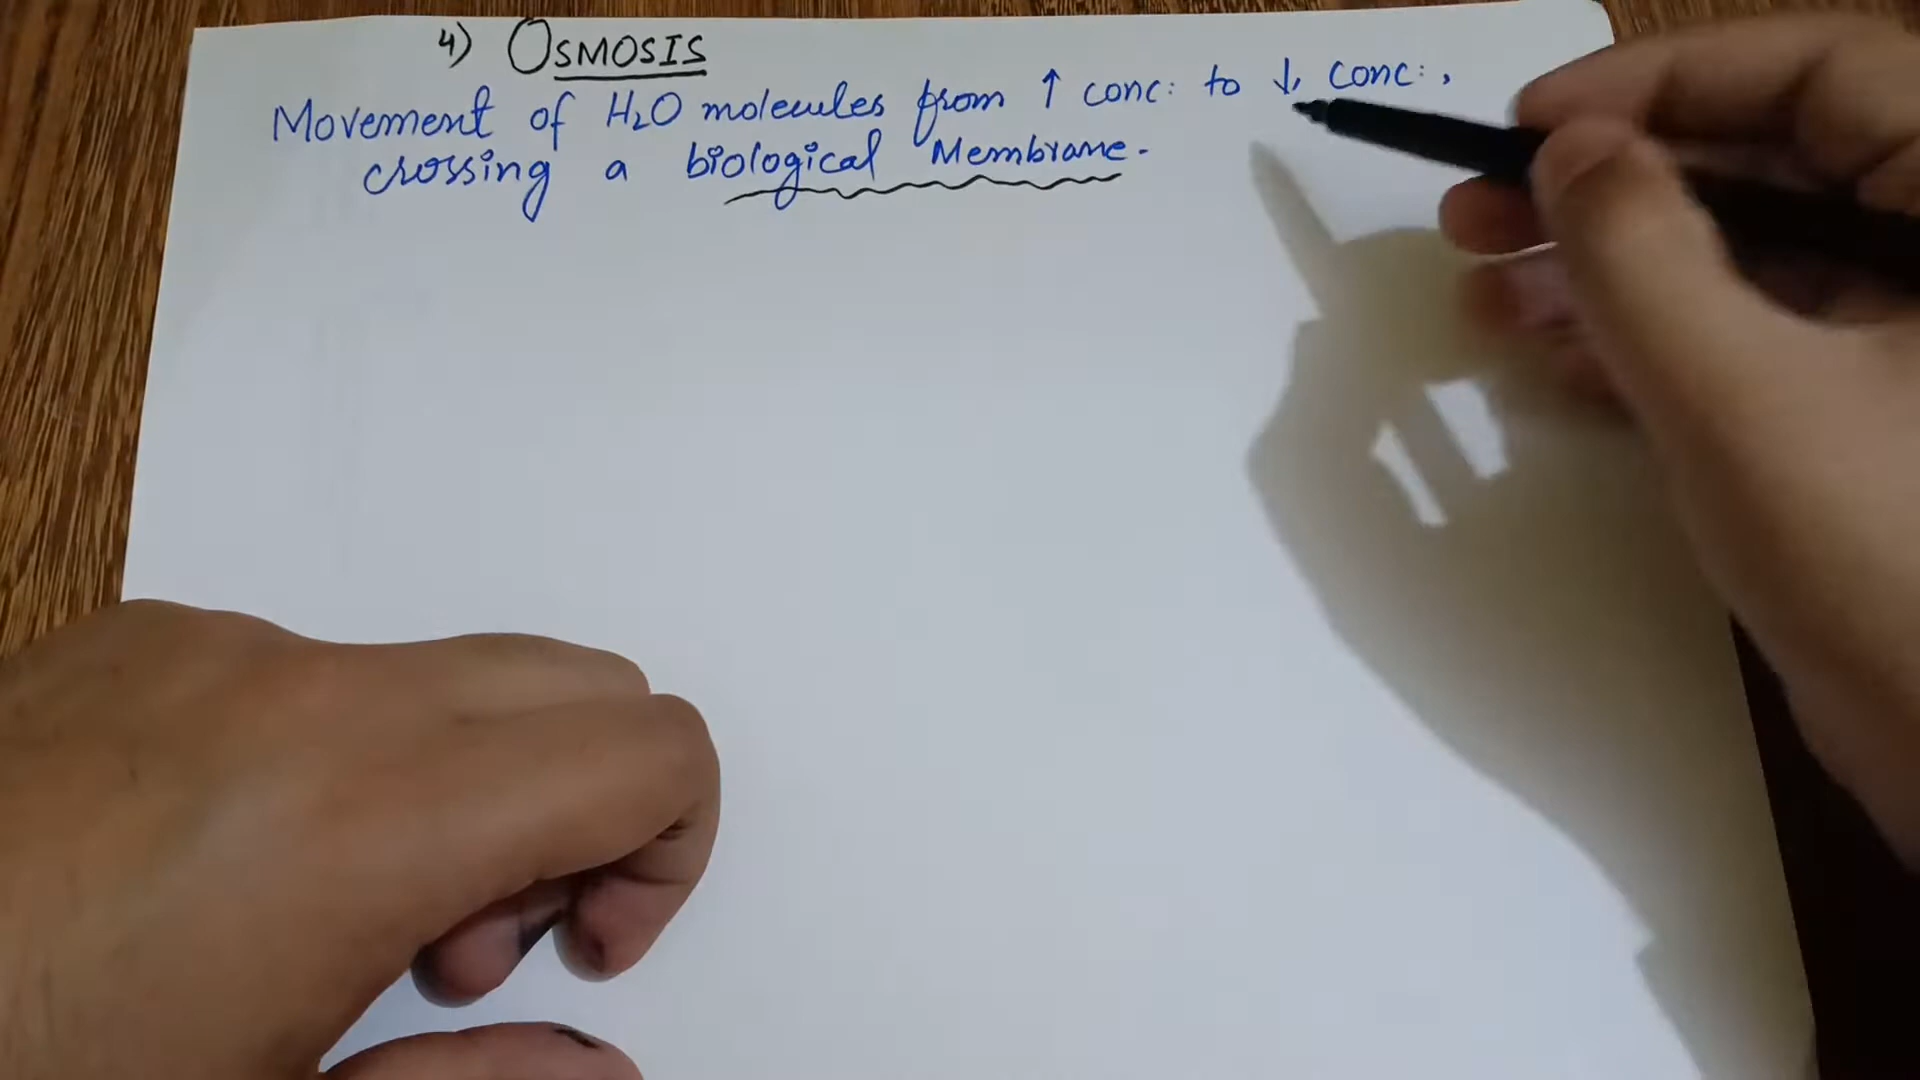 4) OSMOSIS
Movement of H₂O molecules from ↑ conc: to ↓ conc:,
crossing a biological Membrane.